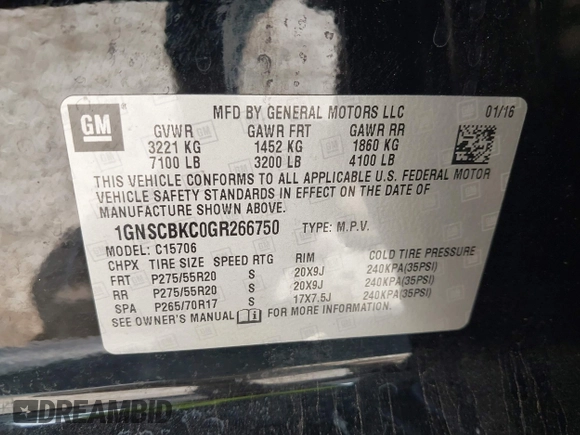 GM
MFD BY GENERAL MOTORS LLC 01/16
GVWR GAWR FRT GAWR RR
3221 KG 1452 KG 1860 KG
7100 LB 3200 LB 4100 LB
THIS VEHICLE CONFORMS TO ALL APPLICABLE U.S. FEDERAL MOTOR
VEHICLE SAFETY STANDARDS IN EFFECT ON THE DATE OF
MANUFACTURE SHOWN ABOVE.
1GNSCBKC0GR266750 TYPE: M.P.V.
MODEL: C15706
CHPX TIRE SIZE SPEED RTG RIM COLD TIRE PRESSURE
FRT P275/55R20 S 20X9J 240KPA(35PSI)
RR P275/55R20 S 20X9J 240KPA(35PSI)
SPA P265/70R17 S 17X7.5J 240KPA(35PSI)
SEE OWNER'S MANUAL FOR MORE INFORMATION.
DREAMBID